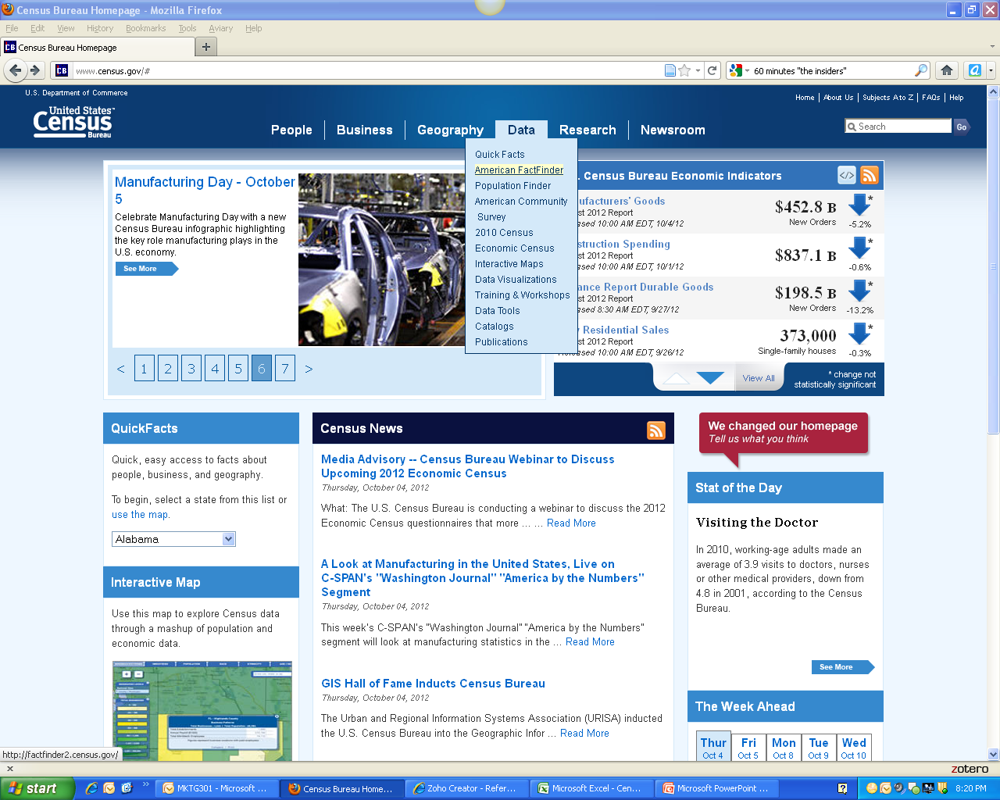 Census Bureau Homepage - Mozilla Firefox
File Edit View History Bookmarks Tools Aviary Help
Census Bureau Homepage
www.census.gov/#
60 minutes "the insiders"
U.S. Department of Commerce
Home | About Us | Subjects A to Z | FAQs | Help
United States
Census
Bureau
People Business Geography Data Research Newsroom
Search Go
Quick Facts
American FactFinder
Population Finder
American Community
Survey
2010 Census
Economic Census
Interactive Maps
Data Visualizations
Training & Workshops
Data Tools
Catalogs
Publications
Manufacturing Day - October
5
Celebrate Manufacturing Day with a new
Census Bureau infographic highlighting
the key role manufacturing plays in the
U.S. economy.
See More
< 1 2 3 4 5 6 7 >
. Census Bureau Economic Indicators </>
ufacturers' Goods
st 2012 Report
ased 10:00 AM EDT, 10/4/12
$452.8 B
New Orders
*
-5.2%
struction Spending
st 2012 Report
ased 10:00 AM EDT, 10/1/12
$837.1 B
*
-0.6%
ance Report Durable Goods
st 2012 Report
ased 8:30 AM EDT, 9/27/12
$198.5 B
New Orders
*
-13.2%
Residential Sales
st 2012 Report
Released 10:00 AM EDT, 9/26/12
373,000
Single-family houses
*
-0.3%
View All
* change not
statistically significant
QuickFacts
Quick, easy access to facts about
people, business, and geography.
To begin, select a state from this list or
use the map.
Alabama
Interactive Map
Use this map to explore Census data
through a mashup of population and
economic data.
Census News
Media Advisory -- Census Bureau Webinar to Discuss
Upcoming 2012 Economic Census
Thursday, October 04, 2012
What: The U.S. Census Bureau is conducting a webinar to discuss the 2012
Economic Census questionnaires that more ... ... Read More
A Look at Manufacturing in the United States, Live on
C-SPAN's "Washington Journal" "America by the Numbers"
Segment
Thursday, October 04, 2012
This week's C-SPAN's "Washington Journal" "America by the Numbers"
segment will look at manufacturing statistics in the ... Read More
GIS Hall of Fame Inducts Census Bureau
Thursday, October 04, 2012
The Urban and Regional Information Systems Association (URISA) inducted
the U.S. Census Bureau into the Geographic Infor ... Read More
We changed our homepage
Tell us what you think
Stat of the Day
Visiting the Doctor
In 2010, working-age adults made an
average of 3.9 visits to doctors, nurses
or other medical providers, down from
4.8 in 2001, according to the Census
Bureau.
See More
The Week Ahead
Thur Fri Mon Tue Wed
Oct 4 Oct 5 Oct 8 Oct 9 Oct 10
http://factfinder2.census.gov/
zotero
start
MKTG301 - Microsoft ...
Census Bureau Home...
Zoho Creator - Refer...
Microsoft Excel - Cen...
Microsoft PowerPoint ...
8:20 PM